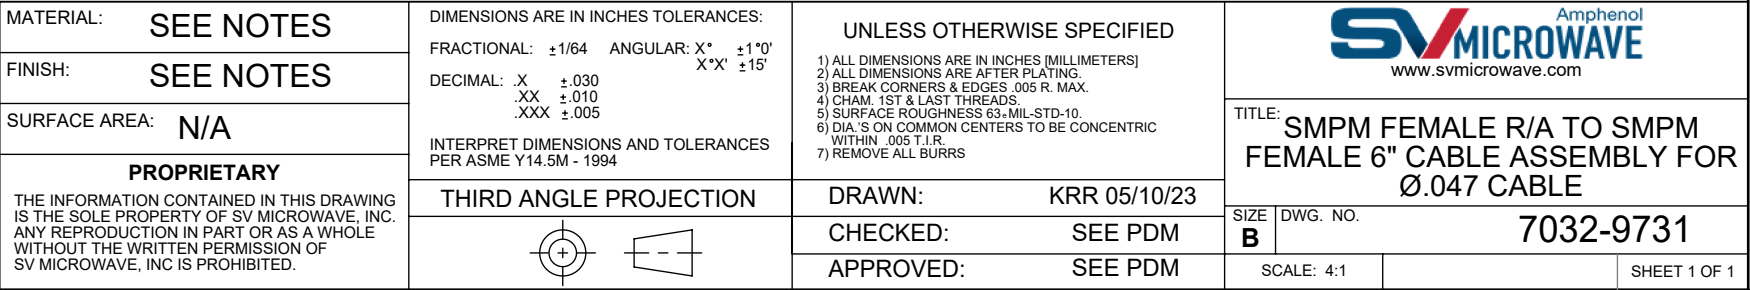 MATERIAL: SEE NOTES
FINISH: SEE NOTES
SURFACE AREA: N/A
PROPRIETARY
THE INFORMATION CONTAINED IN THIS DRAWING
IS THE SOLE PROPERTY OF SV MICROWAVE, INC.
ANY REPRODUCTION IN PART OR AS A WHOLE
WITHOUT THE WRITTEN PERMISSION OF
SV MICROWAVE, INC IS PROHIBITED.
DIMENSIONS ARE IN INCHES TOLERANCES:
FRACTIONAL: ±1/64 ANGULAR: X° ±1°0'
X°X' ±15'
DECIMAL: .X ±.030
.XX ±.010
.XXX ±.005
INTERPRET DIMENSIONS AND TOLERANCES
PER ASME Y14.5M - 1994
THIRD ANGLE PROJECTION
UNLESS OTHERWISE SPECIFIED
1) ALL DIMENSIONS ARE IN INCHES [MILLIMETERS]
2) ALL DIMENSIONS ARE AFTER PLATING.
3) BREAK CORNERS & EDGES .005 R. MAX.
4) CHAM. 1ST & LAST THREADS.
5) SURFACE ROUGHNESS 63 MIL-STD-10.
6) DIA.'S ON COMMON CENTERS TO BE CONCENTRIC
WITHIN .005 T.I.R.
7) REMOVE ALL BURRS
DRAWN: KRR 05/10/23
CHECKED: SEE PDM
APPROVED: SEE PDM
Amphenol
SV MICROWAVE
www.svmicrowave.com
TITLE: SMPM FEMALE R/A TO SMPM
FEMALE 6" CABLE ASSEMBLY FOR
Ø.047 CABLE
SIZE B
DWG. NO. 7032-9731
SCALE: 4:1
SHEET 1 OF 1